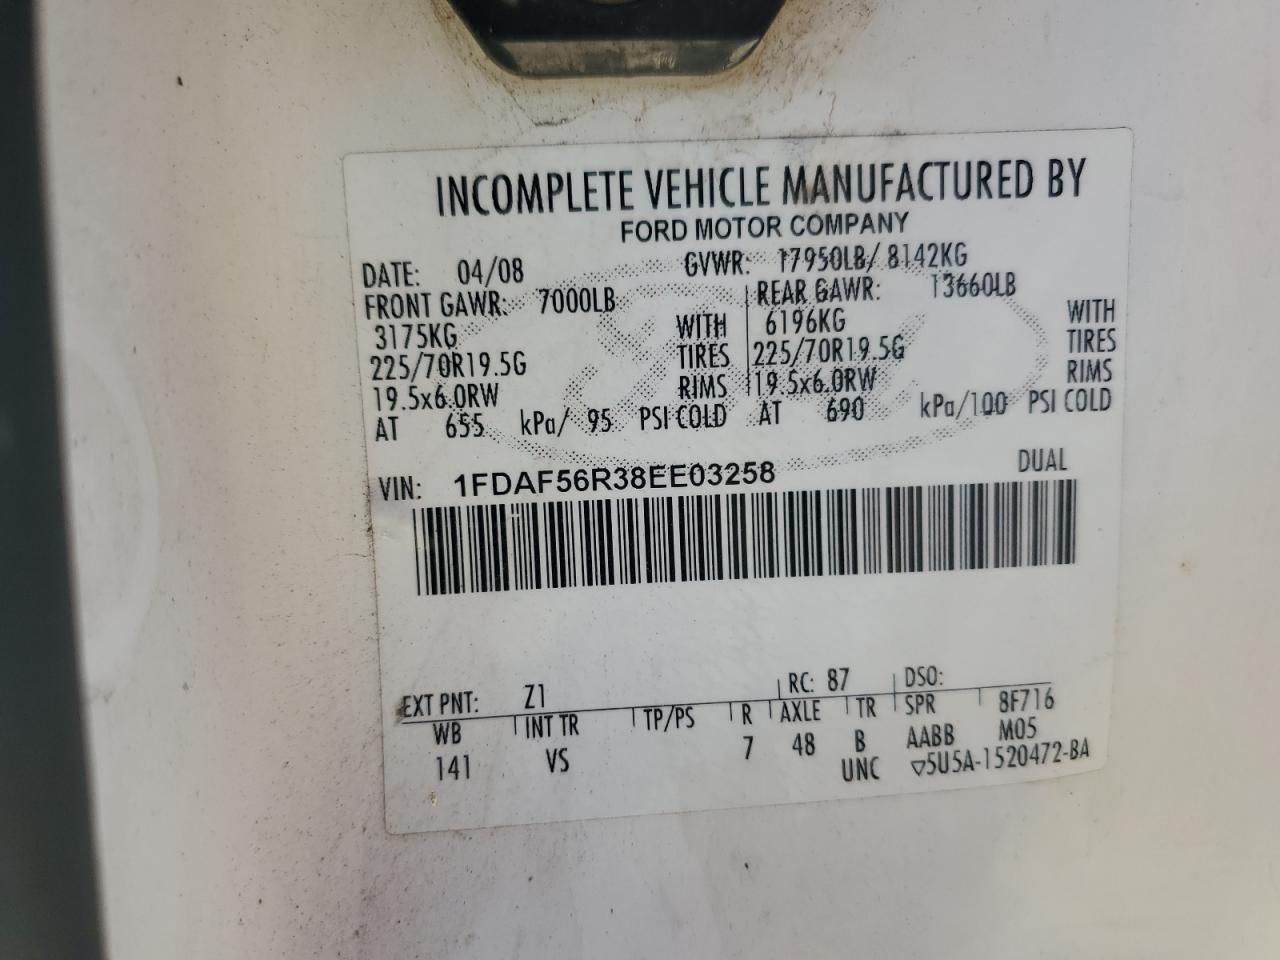 INCOMPLETE VEHICLE MANUFACTURED BY
FORD MOTOR COMPANY
DATE: 04/08 GVWR: 17950LB/ 8142KG
FRONT GAWR: 7000LB REAR GAWR: 13660LB
3175KG WITH 6196KG WITH
225/70R19.5G TIRES 225/70R19.5G TIRES
19.5x6.0RW RIMS 19.5x6.0RW RIMS
AT 655 kPa/ 95 PSI COLD AT 690 kPa/100 PSI COLD
VIN: 1FDAF56R38EE03258 DUAL
EXT PNT: Z1 RC: 87 DSO:
WB INT TR TP/PS R AXLE TR SPR 8F716
141 VS 7 48 B AABB M05
UNC ▽5U5A-1520472-BA